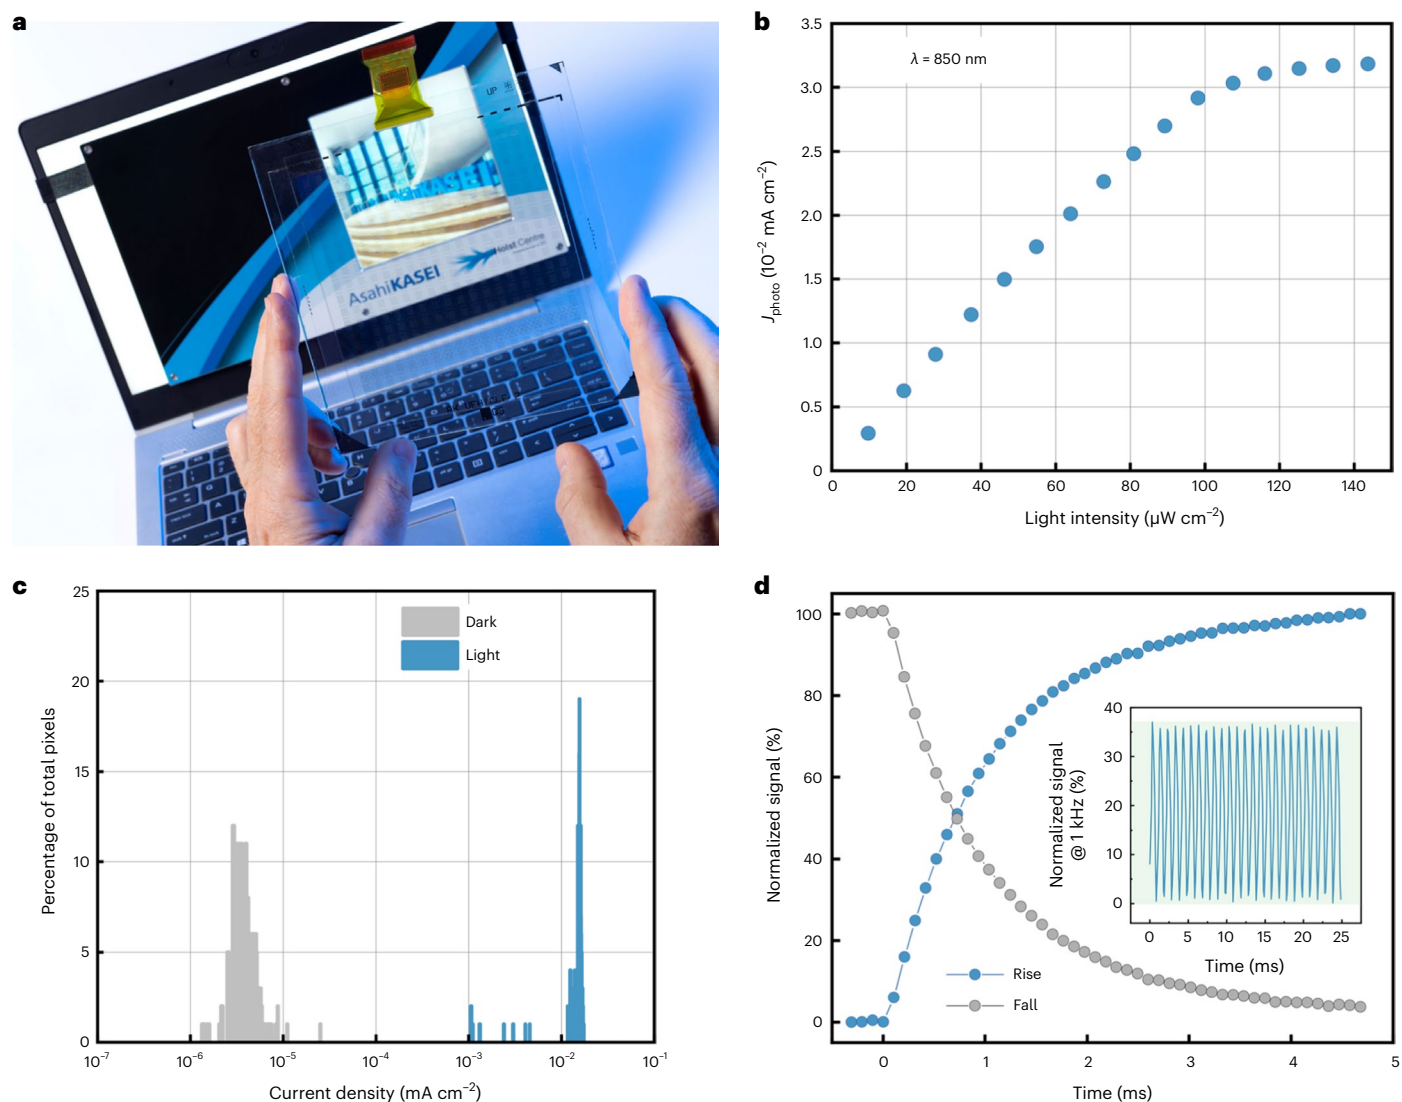 a
UP
AsahiKASEI
Holst Centre
AsahiKASEI
b
3.5
3.0
2.5
2.0
1.5
1.0
0.5
0
λ = 850 nm
J_photo (10⁻² mA cm⁻²)
0 20 40 60 80 100 120 140
Light intensity (µW cm⁻²)
c
25
20
15
10
5
0
Dark
Light
Percentage of total pixels
10⁻⁷ 10⁻⁶ 10⁻⁵ 10⁻⁴ 10⁻³ 10⁻² 10⁻¹
Current density (mA cm⁻²)
d
100
80
60
40
20
0
Normalized signal (%)
40
30
20
10
0
Normalized signal
@ 1 kHz (%)
0 5 10 15 20 25
Time (ms)
Rise
Fall
0 1 2 3 4 5
Time (ms)